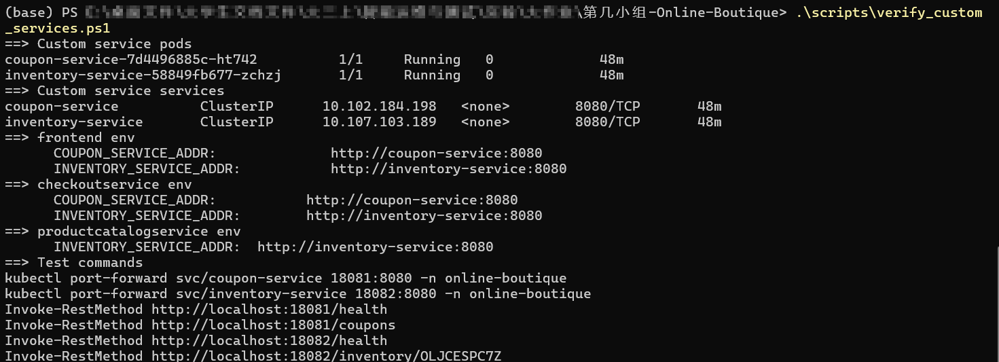 (base) PS \第几小组-Online-Boutique> .\scripts\verify_custom
_services.ps1
==> Custom service pods
coupon-service-7d4496885c-ht742 1/1 Running 0 48m
inventory-service-58849fb677-zchzj 1/1 Running 0 48m
==> Custom service services
coupon-service ClusterIP 10.102.184.198 <none> 8080/TCP 48m
inventory-service ClusterIP 10.107.103.189 <none> 8080/TCP 48m
==> frontend env
COUPON_SERVICE_ADDR: http://coupon-service:8080
INVENTORY_SERVICE_ADDR: http://inventory-service:8080
==> checkoutservice env
COUPON_SERVICE_ADDR: http://coupon-service:8080
INVENTORY_SERVICE_ADDR: http://inventory-service:8080
==> productcatalogservice env
INVENTORY_SERVICE_ADDR: http://inventory-service:8080
==> Test commands
kubectl port-forward svc/coupon-service 18081:8080 -n online-boutique
kubectl port-forward svc/inventory-service 18082:8080 -n online-boutique
Invoke-RestMethod http://localhost:18081/health
Invoke-RestMethod http://localhost:18081/coupons
Invoke-RestMethod http://localhost:18082/health
Invoke-RestMethod http://localhost:18082/inventory/OLJCESPC7Z